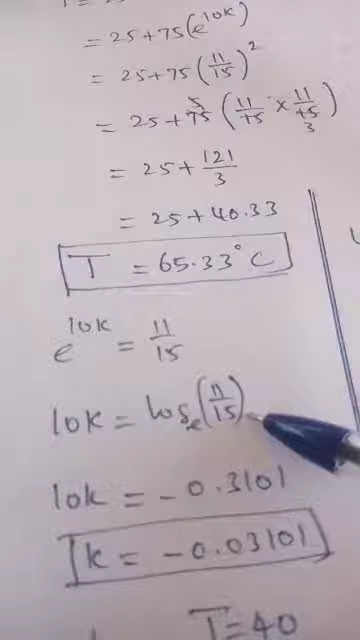 = 25+75(e^10k)
= 25+75(11/15)^2
= 25+75 5 (11/15 × 11/15 3)
= 25+121/3
= 25+40.33
T = 65.33°C
e^10k = 11/15
10k = log_e(11/15)
10k = -0.3101
k = -0.03101
T=40